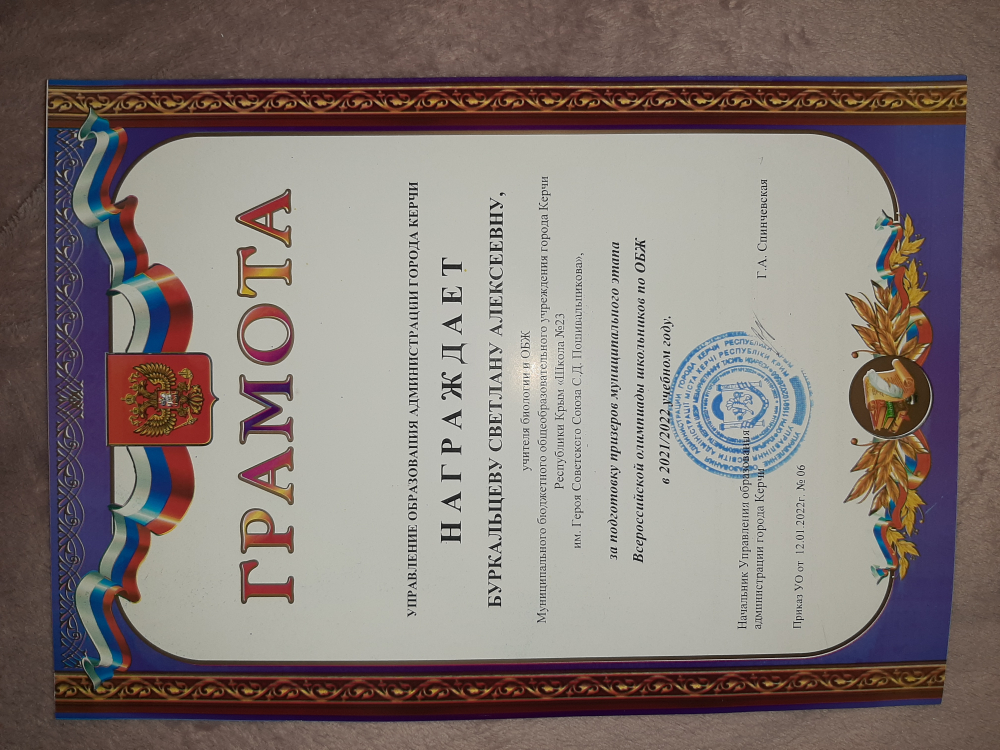 ГРАМОТА
УПРАВЛЕНИЕ ОБРАЗОВАНИЯ АДМИНИСТРАЦИИ ГОРОДА КЕРЧИ
НАГРАЖДАЕТ
БУРКАЛЬЦЕВУ СВЕТЛАНУ АЛЕКСЕЕВНУ,
учителя биологии и ОБЖ
Муниципального бюджетного общеобразовательного учреждения города Керчи
Республики Крым «Школа №23
им. Героя Советского Союза С.Д. Пошивальникова»,
за подготовку призеров муниципального этапа
Всероссийской олимпиады школьников по ОБЖ
в 2021/2022 учебном году.
Начальник Управления образования
администрации города Керчи Г.А. Спинчевская
Приказ УО от 12.01.2022г. № 06